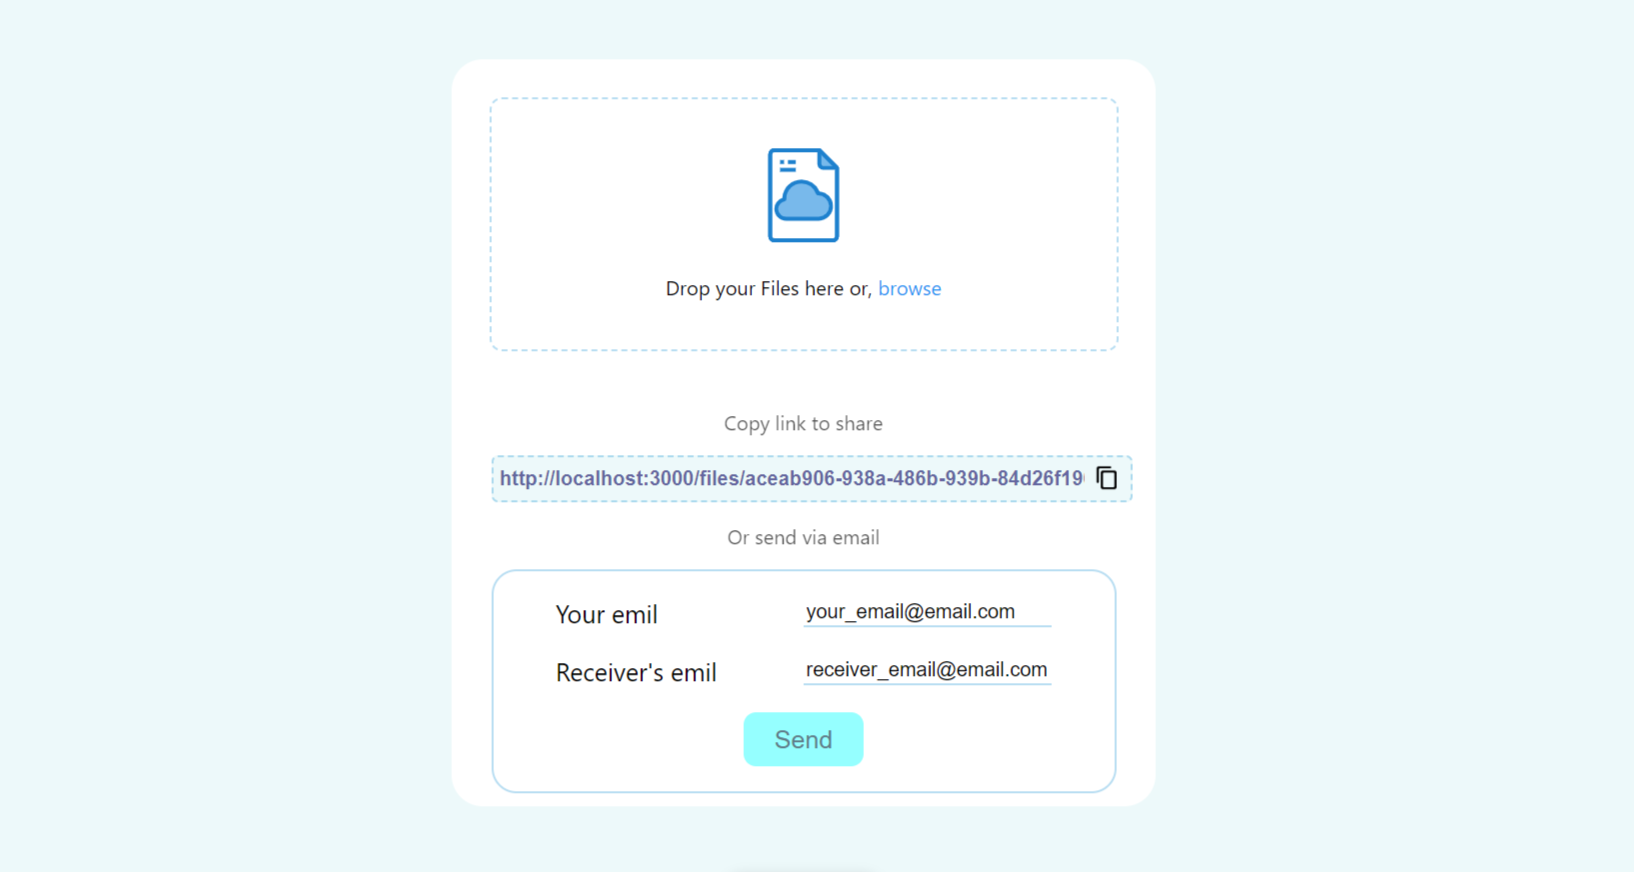 Drop your Files here or, browse
Copy link to share
http://localhost:3000/files/aceab906-938a-486b-939b-84d26f19
Or send via email
Your emil your_email@email.com
Receiver's emil receiver_email@email.com
Send